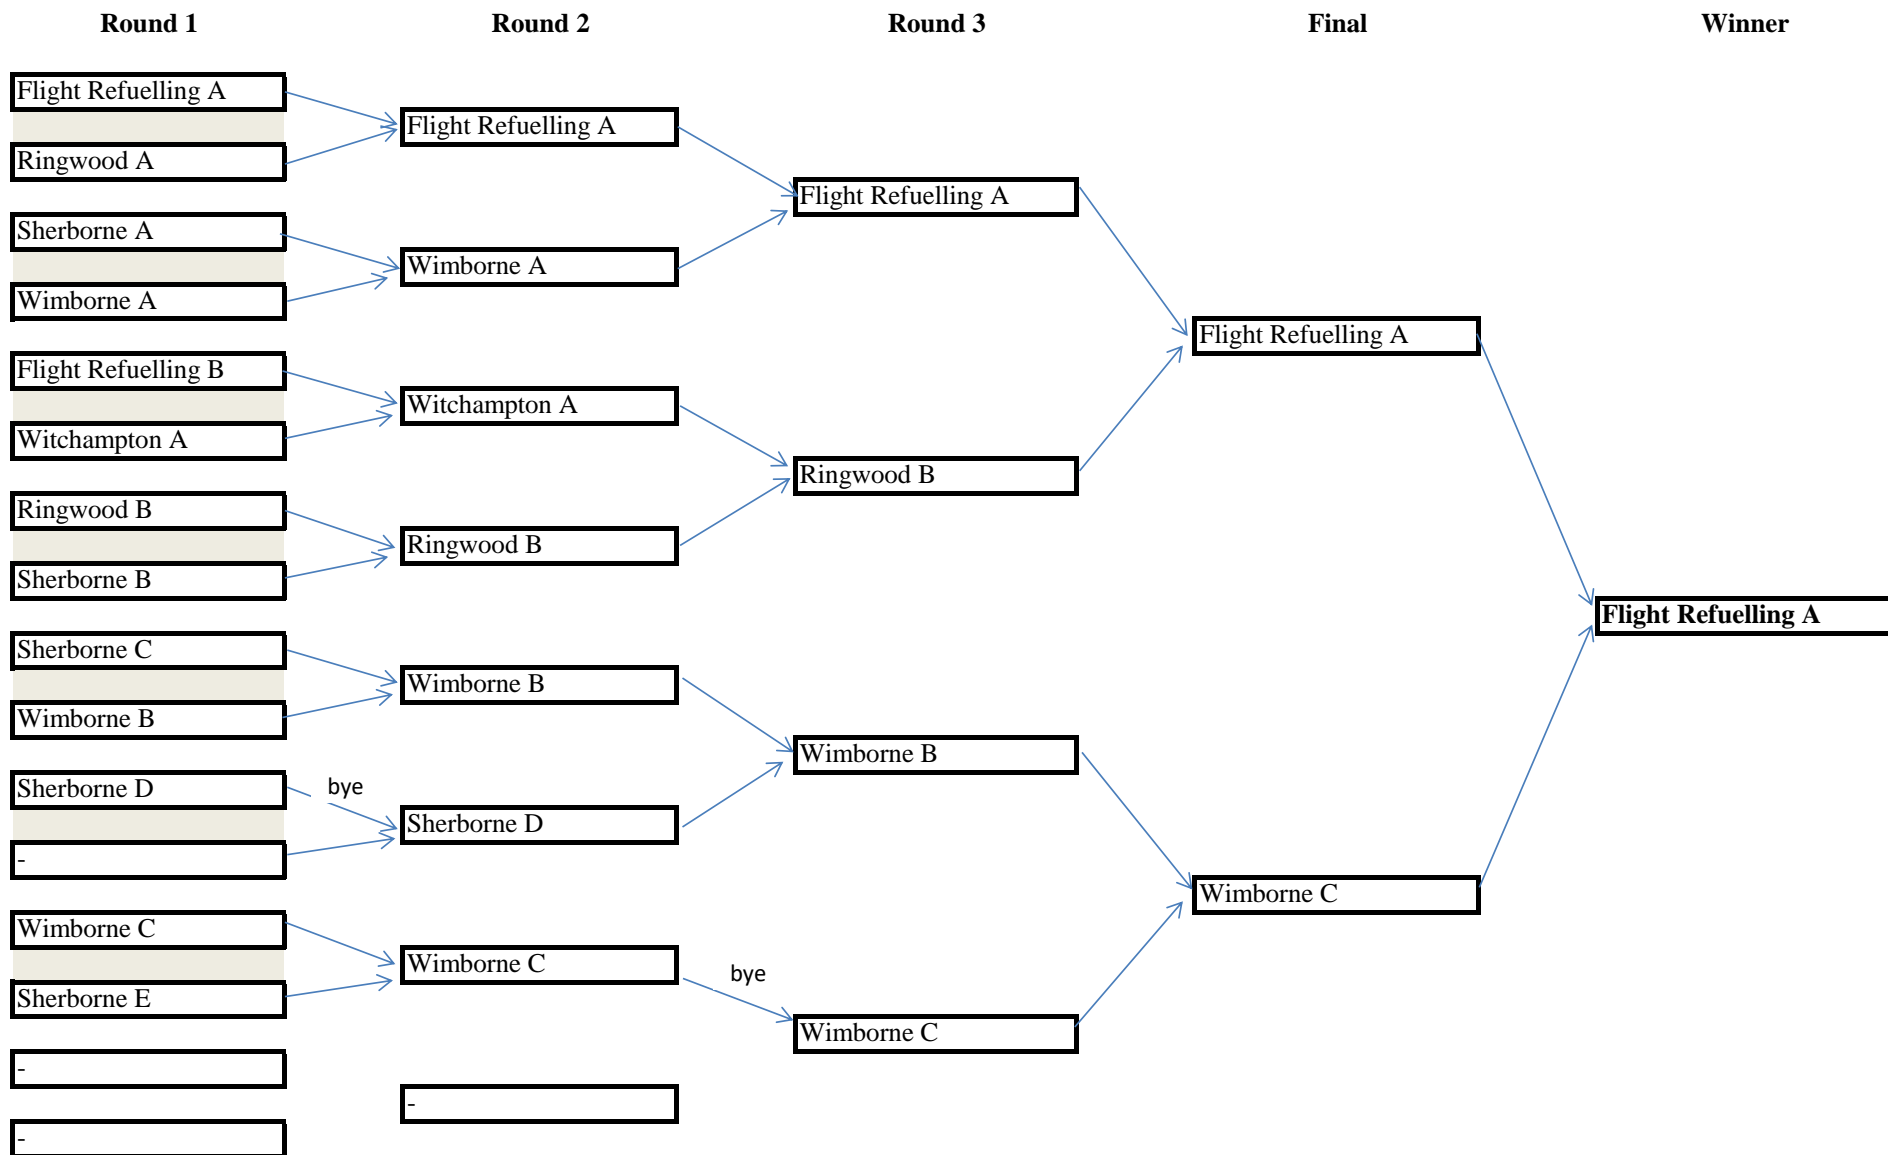 Round 1
Round 2
Round 3
Final
Winner
Flight Refuelling A
Ringwood A
Sherborne A
Wimborne A
Flight Refuelling B
Witchampton A
Ringwood B
Sherborne B
Sherborne C
Wimborne B
Sherborne D
-
Wimborne C
Sherborne E
-
-
bye
Flight Refuelling A
Wimborne A
Witchampton A
Ringwood B
Wimborne B
Sherborne D
Wimborne C
-
bye
Flight Refuelling A
Ringwood B
Wimborne B
Wimborne C
Flight Refuelling A
Wimborne C
Flight Refuelling A